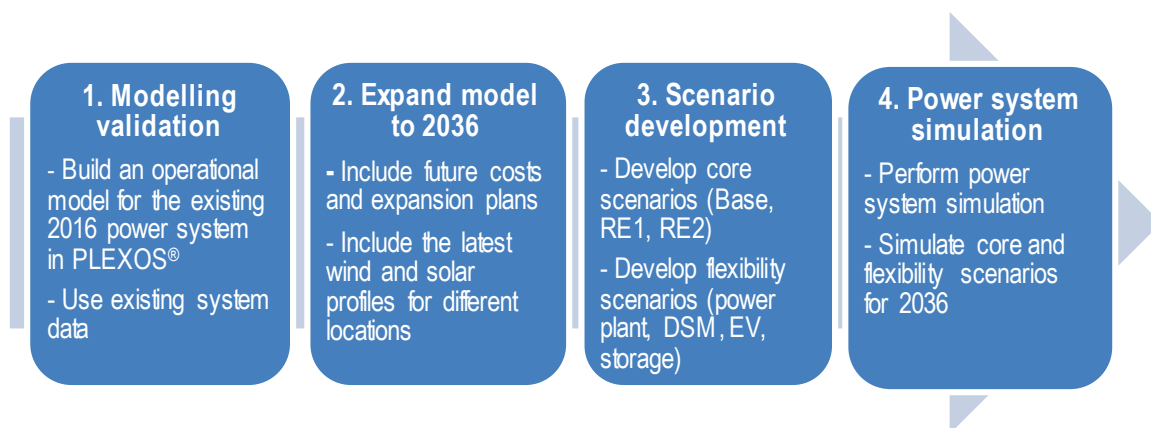 1. Modelling
validation
- Build an operational
model for the existing
2016 power system
in PLEXOS®
- Use existing system
data
2. Expand model
to 2036
- Include future costs
and expansion plans
- Include the latest
wind and solar
profiles for different
locations
3. Scenario
development
- Develop core
scenarios (Base,
RE1, RE2)
- Develop flexibility
scenarios (power
plant, DSM, EV,
storage)
4. Power system
simulation
- Perform power
system simulation
- Simulate core and
flexibility scenarios
for 2036